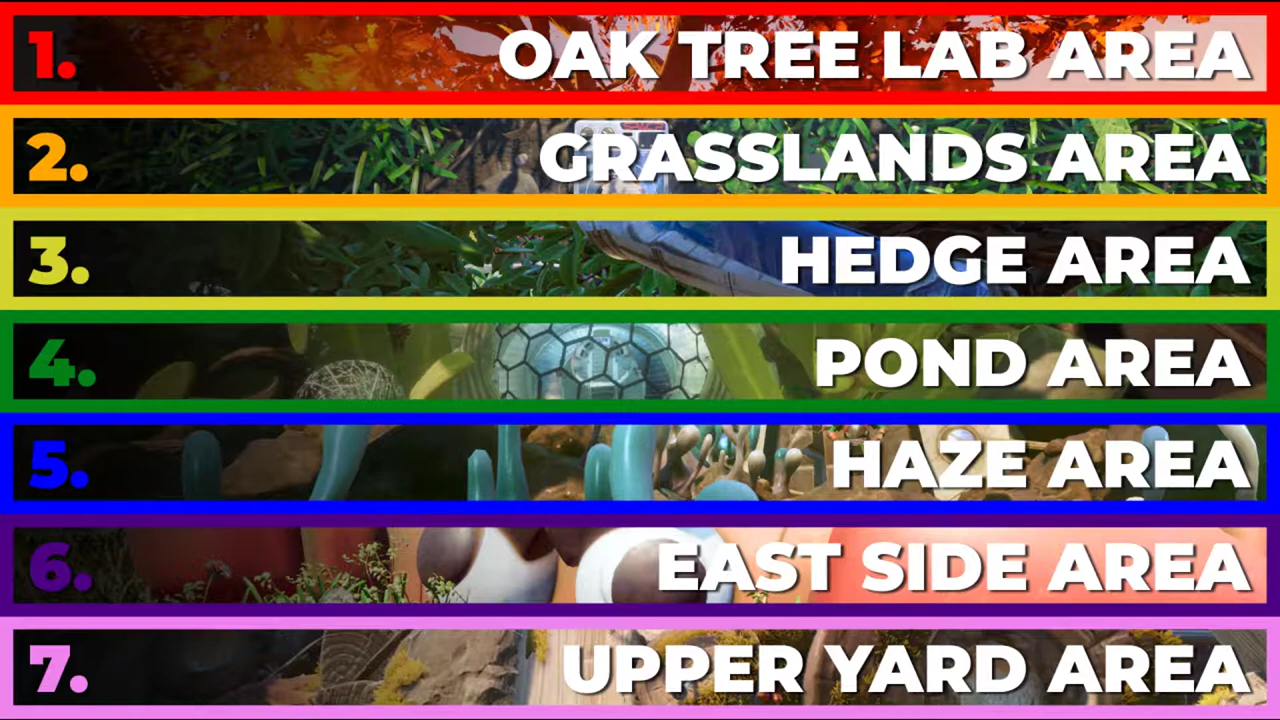 1. OAK TREE LAB AREA
2. GRASSLANDS AREA
3. HEDGE AREA
4. POND AREA
5. HAZE AREA
6. EAST SIDE AREA
7. UPPER YARD AREA